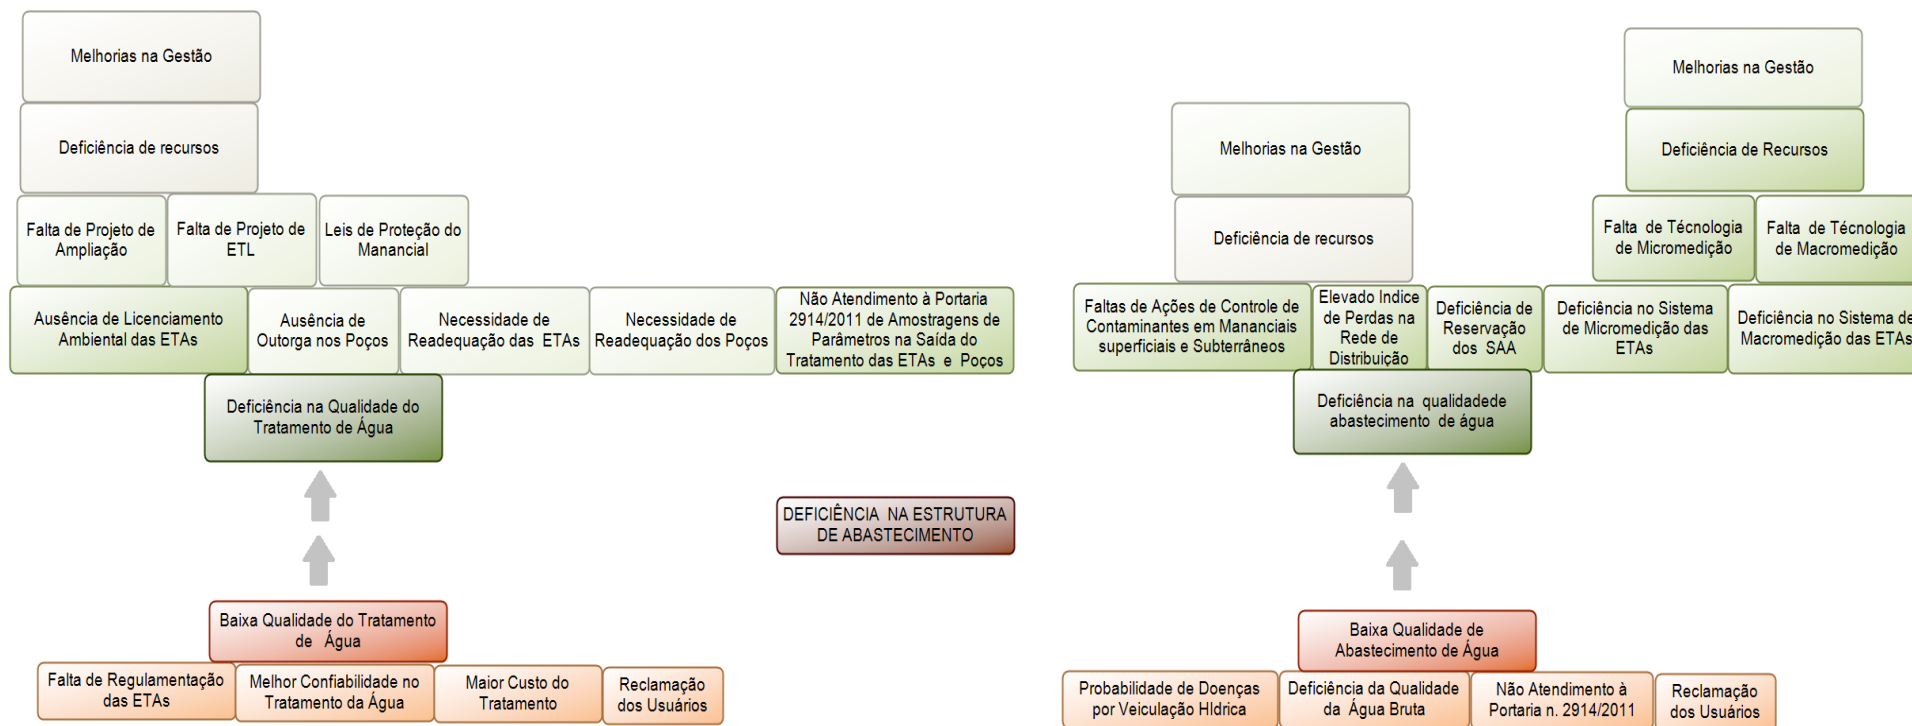 Melhorias na Gestão
Deficiência de recursos
Falta de Projeto de
Ampliação
Falta de Projeto de
ETL
Leis de Proteção do
Manancial
Ausência de Licenciamento
Ambiental das ETAs
Ausência de
Outorga nos Poços
Necessidade de
Readequação das ETAs
Necessidade de
Readequação dos Poços
Não Atendimento à Portaria
2914/2011 de Amostragens de
Parâmetros na Saída do
Tratamento das ETAs e Poços
Deficiência na Qualidade do
Tratamento de Água
DEFICIÊNCIA NA ESTRUTURA
DE ABASTECIMENTO
Baixa Qualidade do Tratamento
de Água
Falta de Regulamentação
das ETAs
Melhor Confiabilidade no
Tratamento da Água
Maior Custo do
Tratamento
Reclamação
dos Usuários
Melhorias na Gestão
Deficiência de recursos
Melhorias na Gestão
Deficiência de Recursos
Falta de Técnologia
de Micromedição
Falta de Técnologia
de Macromedição
Faltas de Ações de Controle de
Contaminantes em Mananciais
superficiais e Subterrâneos
Elevado Indice
de Perdas na
Rede de
Distribuição
Deficiência de
Reservação
dos SAA
Deficiência no Sistema
de Micromedição das
ETAs
Deficiência no Sistema de
Macromedição das ETAs
Deficiência na qualidadede
abastecimento de água
Baixa Qualidade de
Abastecimento de Água
Probabilidade de Doenças
por Veiculação HÍdrica
Deficiência da Qualidade
da Água Bruta
Não Atendimento à
Portaria n. 2914/2011
Reclamação
dos Usuários